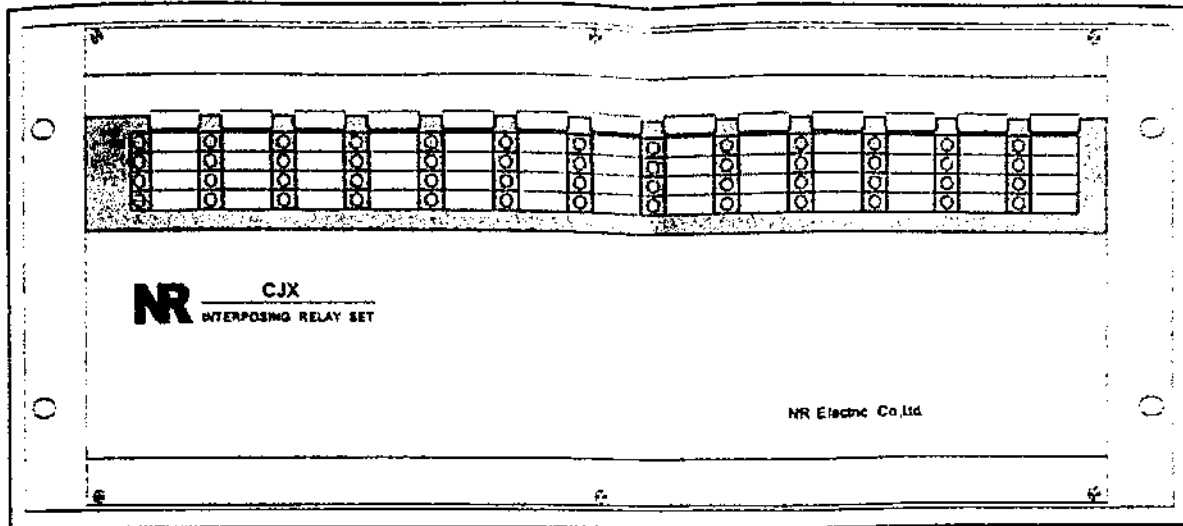 CJX
NR
INTERPOSING RELAY SET
NR Electric Co,Ltd